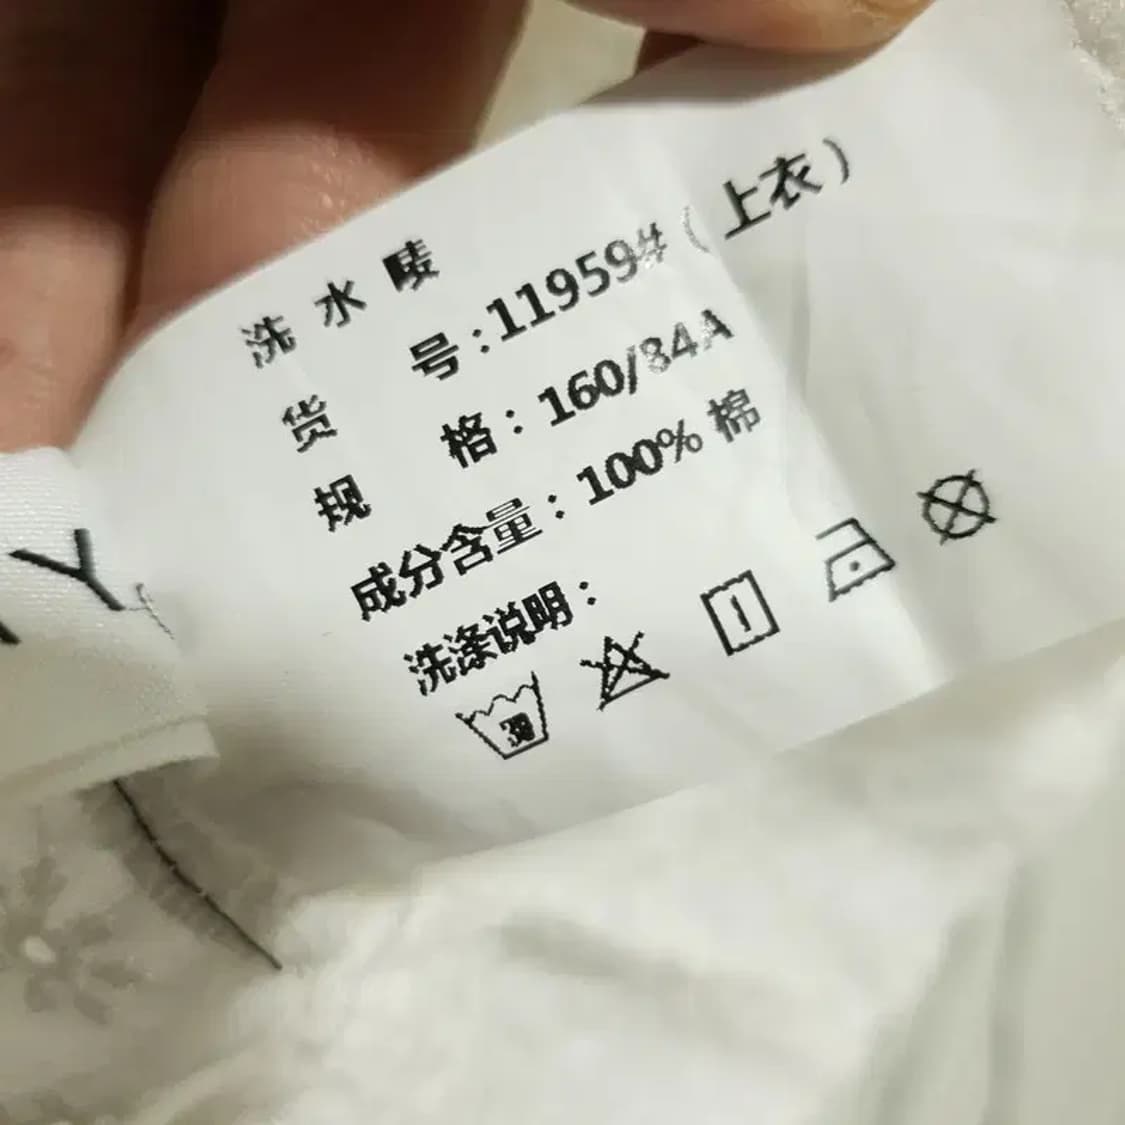 洗水唛
货号:11959#(上衣)
规格:160/84A
成分含量:100%棉
洗涤说明:
30
Y